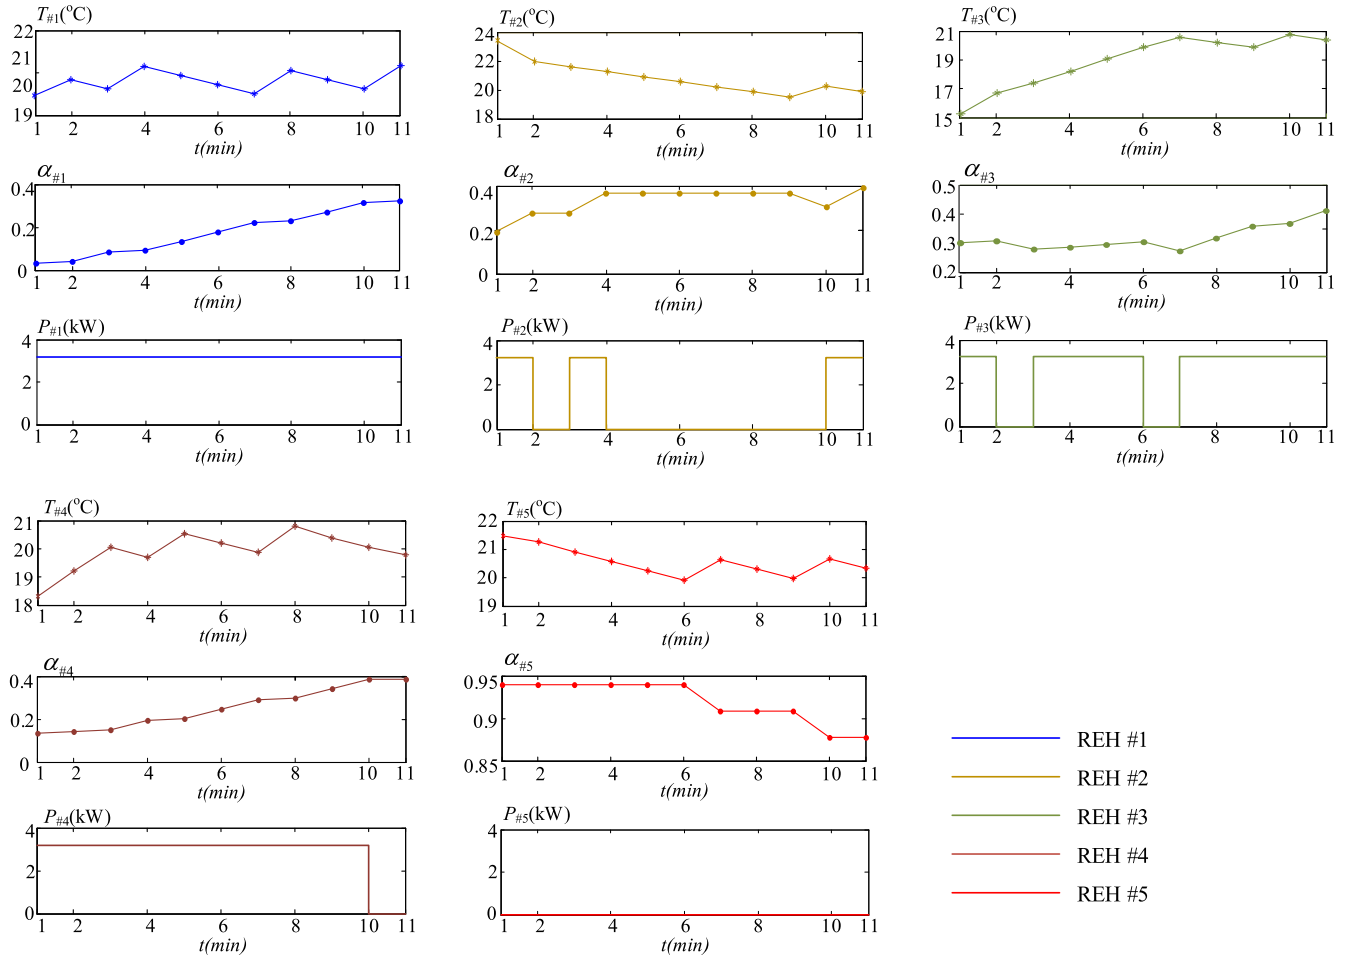 T#1(°C)
22
21
20
19
1 2 4 6 8 10 11
t(min)
α#1
0.4
0.2
0
1 2 4 6 8 10 11
t(min)
P#1(kW)
4
2
0
1 2 4 6 8 10 11
t(min)
T#2(°C)
24
22
20
18
1 2 4 6 8 10 11
t(min)
α#2
0.4
0.2
0
1 2 4 6 8 10 11
t(min)
P#2(kW)
4
2
0
1 2 4 6 8 10 11
t(min)
T#3(°C)
21
19
17
15
1 2 4 6 8 10 11
t(min)
α#3
0.5
0.4
0.3
0.2
1 2 4 6 8 10 11
t(min)
P#3(kW)
4
2
0
1 2 4 6 8 10 11
t(min)
T#4(°C)
21
20
19
18
1 2 4 6 8 10 11
t(min)
α#4
0.4
0.2
0
1 2 4 6 8 10 11
t(min)
P#4(kW)
4
2
0
1 2 4 6 8 10 11
t(min)
T#5(°C)
22
21
20
19
1 2 4 6 8 10 11
t(min)
α#5
0.95
0.9
0.85
1 2 4 6 8 10 11
t(min)
P#5(kW)
4
2
0
1 2 4 6 8 10 11
t(min)
REH #1
REH #2
REH #3
REH #4
REH #5